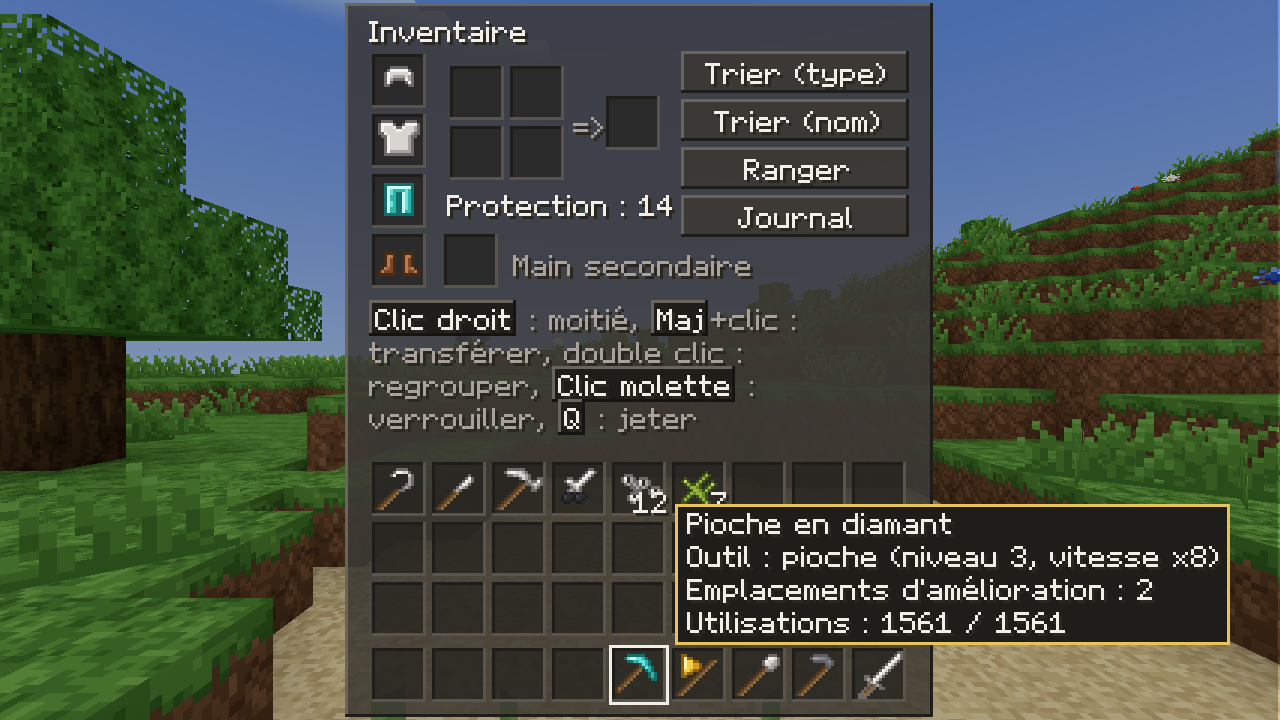 Inventaire
Trier (type)
Trier (nom)
=>
Ranger
Protection : 14
Journal
Main secondaire
Clic droit : moitié, Maj+clic :
transférer, double clic :
regrouper, Clic molette :
verrouiller, Q : jeter
12
7
Pioche en diamant
Outil : pioche (niveau 3, vitesse x8)
Emplacements d'amélioration : 2
Utilisations : 1561 / 1561